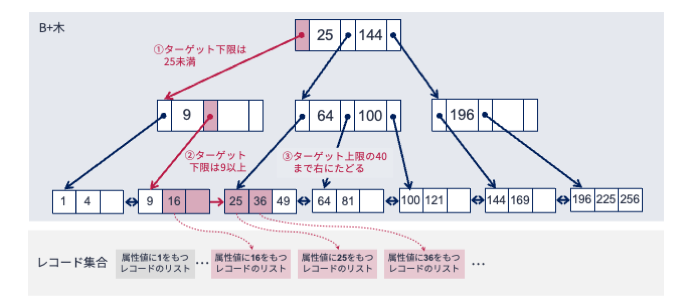 B+木
25 144
①ターゲット下限は
25未満
9
64 100
196
②ターゲット
下限は9以上
③ターゲット上限の40
まで右にたどる
1 4
9 16
25 36 49
64 81
100 121
144 169
196 225 256
レコード集合
属性値に1をもつ
レコードのリスト
…
属性値に16をもつ
レコードのリスト
属性値に25をもつ
レコードのリスト
属性値に36をもつ
レコードのリスト
…